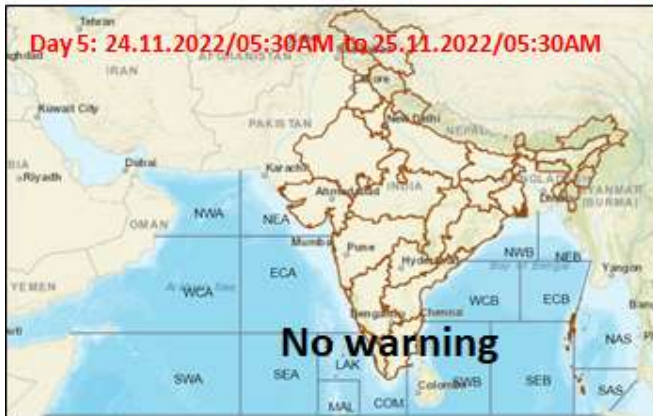 Tehran
Day 5: 24.11.2022/05:30AM to 25.11.2022/05:30AM
AFGHANISTAN
IRAN
Lahore
Kuwait City
New Delhi
PAKISTAN
NEPAL
Dubai
Karachi
Riyadh
Ahmedabad
INDIA
MYANMAR
(BURMA)
OMAN
NWA
NEA
Mumbai
Pune
Hyderabad
NWB
NEB
Bay of Bengal
Yangon
YEMEN
ECA
WCA
WCB
ECB
Chennai
No warning
NAS
LAK
SWA
SEA
Colombo
SWB
SEB
SAS
MAL
COM